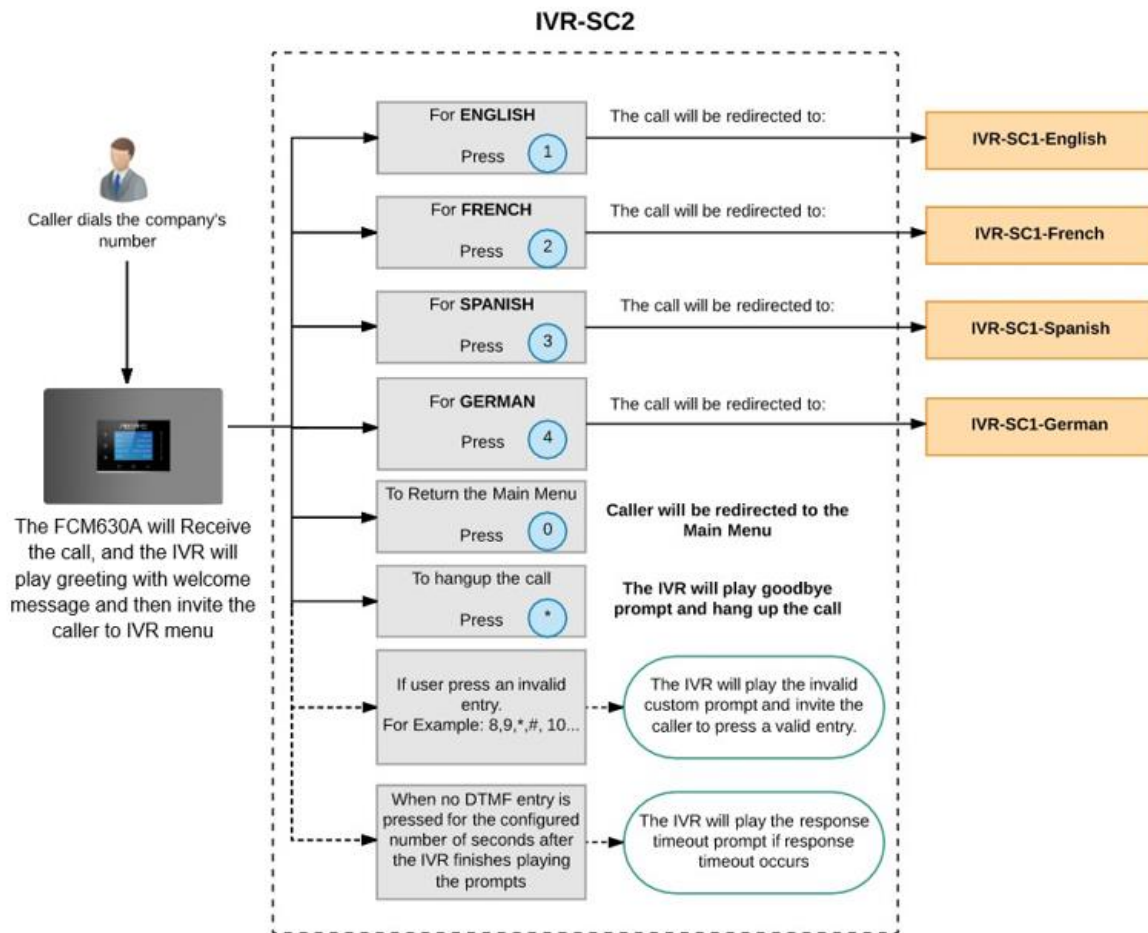 IVR-SC2
Caller dials the company's
number
The FCM630A will Receive
the call, and the IVR will
play greeting with welcome
message and then invite the
caller to IVR menu
For ENGLISH
Press 1
The call will be redirected to:
IVR-SC1-English
For FRENCH
Press 2
The call will be redirected to:
IVR-SC1-French
For SPANISH
Press 3
The call will be redirected to:
IVR-SC1-Spanish
For GERMAN
Press 4
The call will be redirected to:
IVR-SC1-German
To Return the Main Menu
Press 0
Caller will be redirected to the
Main Menu
To hangup the call
Press *
The IVR will play goodbye
prompt and hang up the call
If user press an invalid
entry.
For Example: 8,9,*,#, 10...
The IVR will play the invalid
custom prompt and invite the
caller to press a valid entry.
When no DTMF entry is
pressed for the configured
number of seconds after
the IVR finishes playing
the prompts
The IVR will play the response
timeout prompt if response
timeout occurs